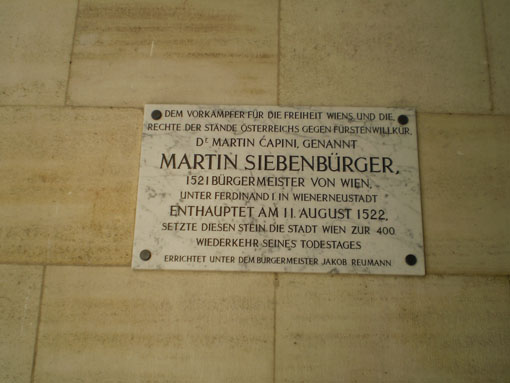 DEM VORKÄMPFER FÜR DIE FREIHEIT WIENS UND DIE
RECHTE DER STÄNDE ÖSTERREICHS GEGEN FÜRSTENWILLKÜR,
Dr MARTIN ČAPINI, GENANNT
MARTIN SIEBENBÜRGER,
1521 BÜRGERMEISTER VON WIEN,
UNTER FERDINAND I IN WIENERNEUSTADT
ENTHAUPTET AM 11. AUGUST 1522,
SETZTE DIESEN STEIN DIE STADT WIEN ZUR 400
WIEDERKEHR SEINES TODESTAGES
ERRICHTET UNTER DEM BÜRGERMEISTER JAKOB REUMANN